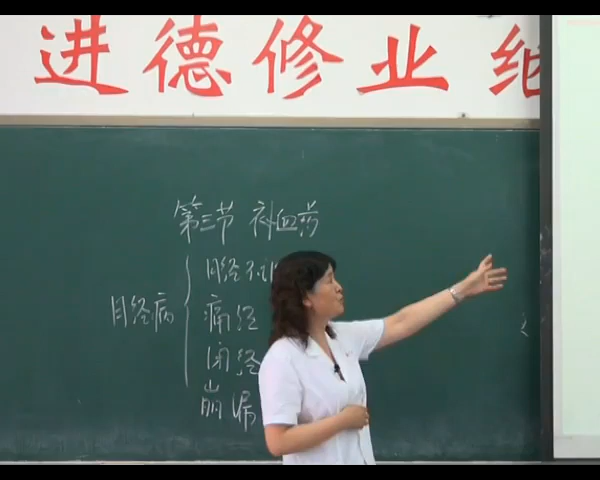 进德修业 继
第三节 补血药
月经不
月经病
痛经
闭经
崩漏